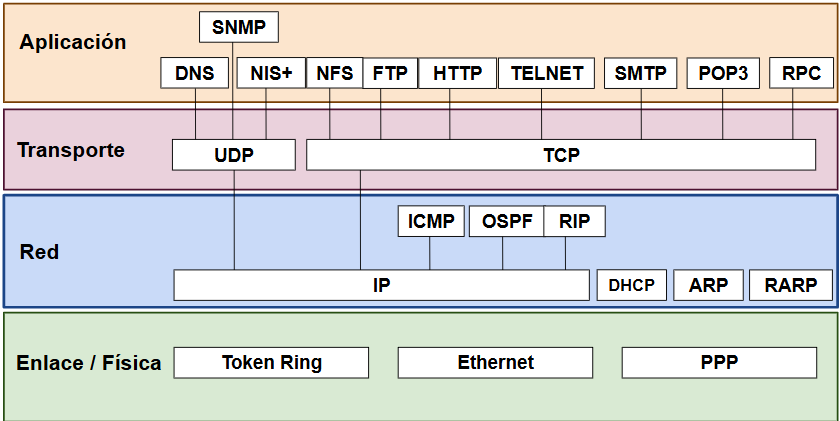 Aplicación
SNMP
DNS NIS+ NFS FTP HTTP TELNET SMTP POP3 RPC
Transporte
UDP TCP
Red
ICMP OSPF RIP
IP DHCP ARP RARP
Enlace / Física
Token Ring Ethernet PPP